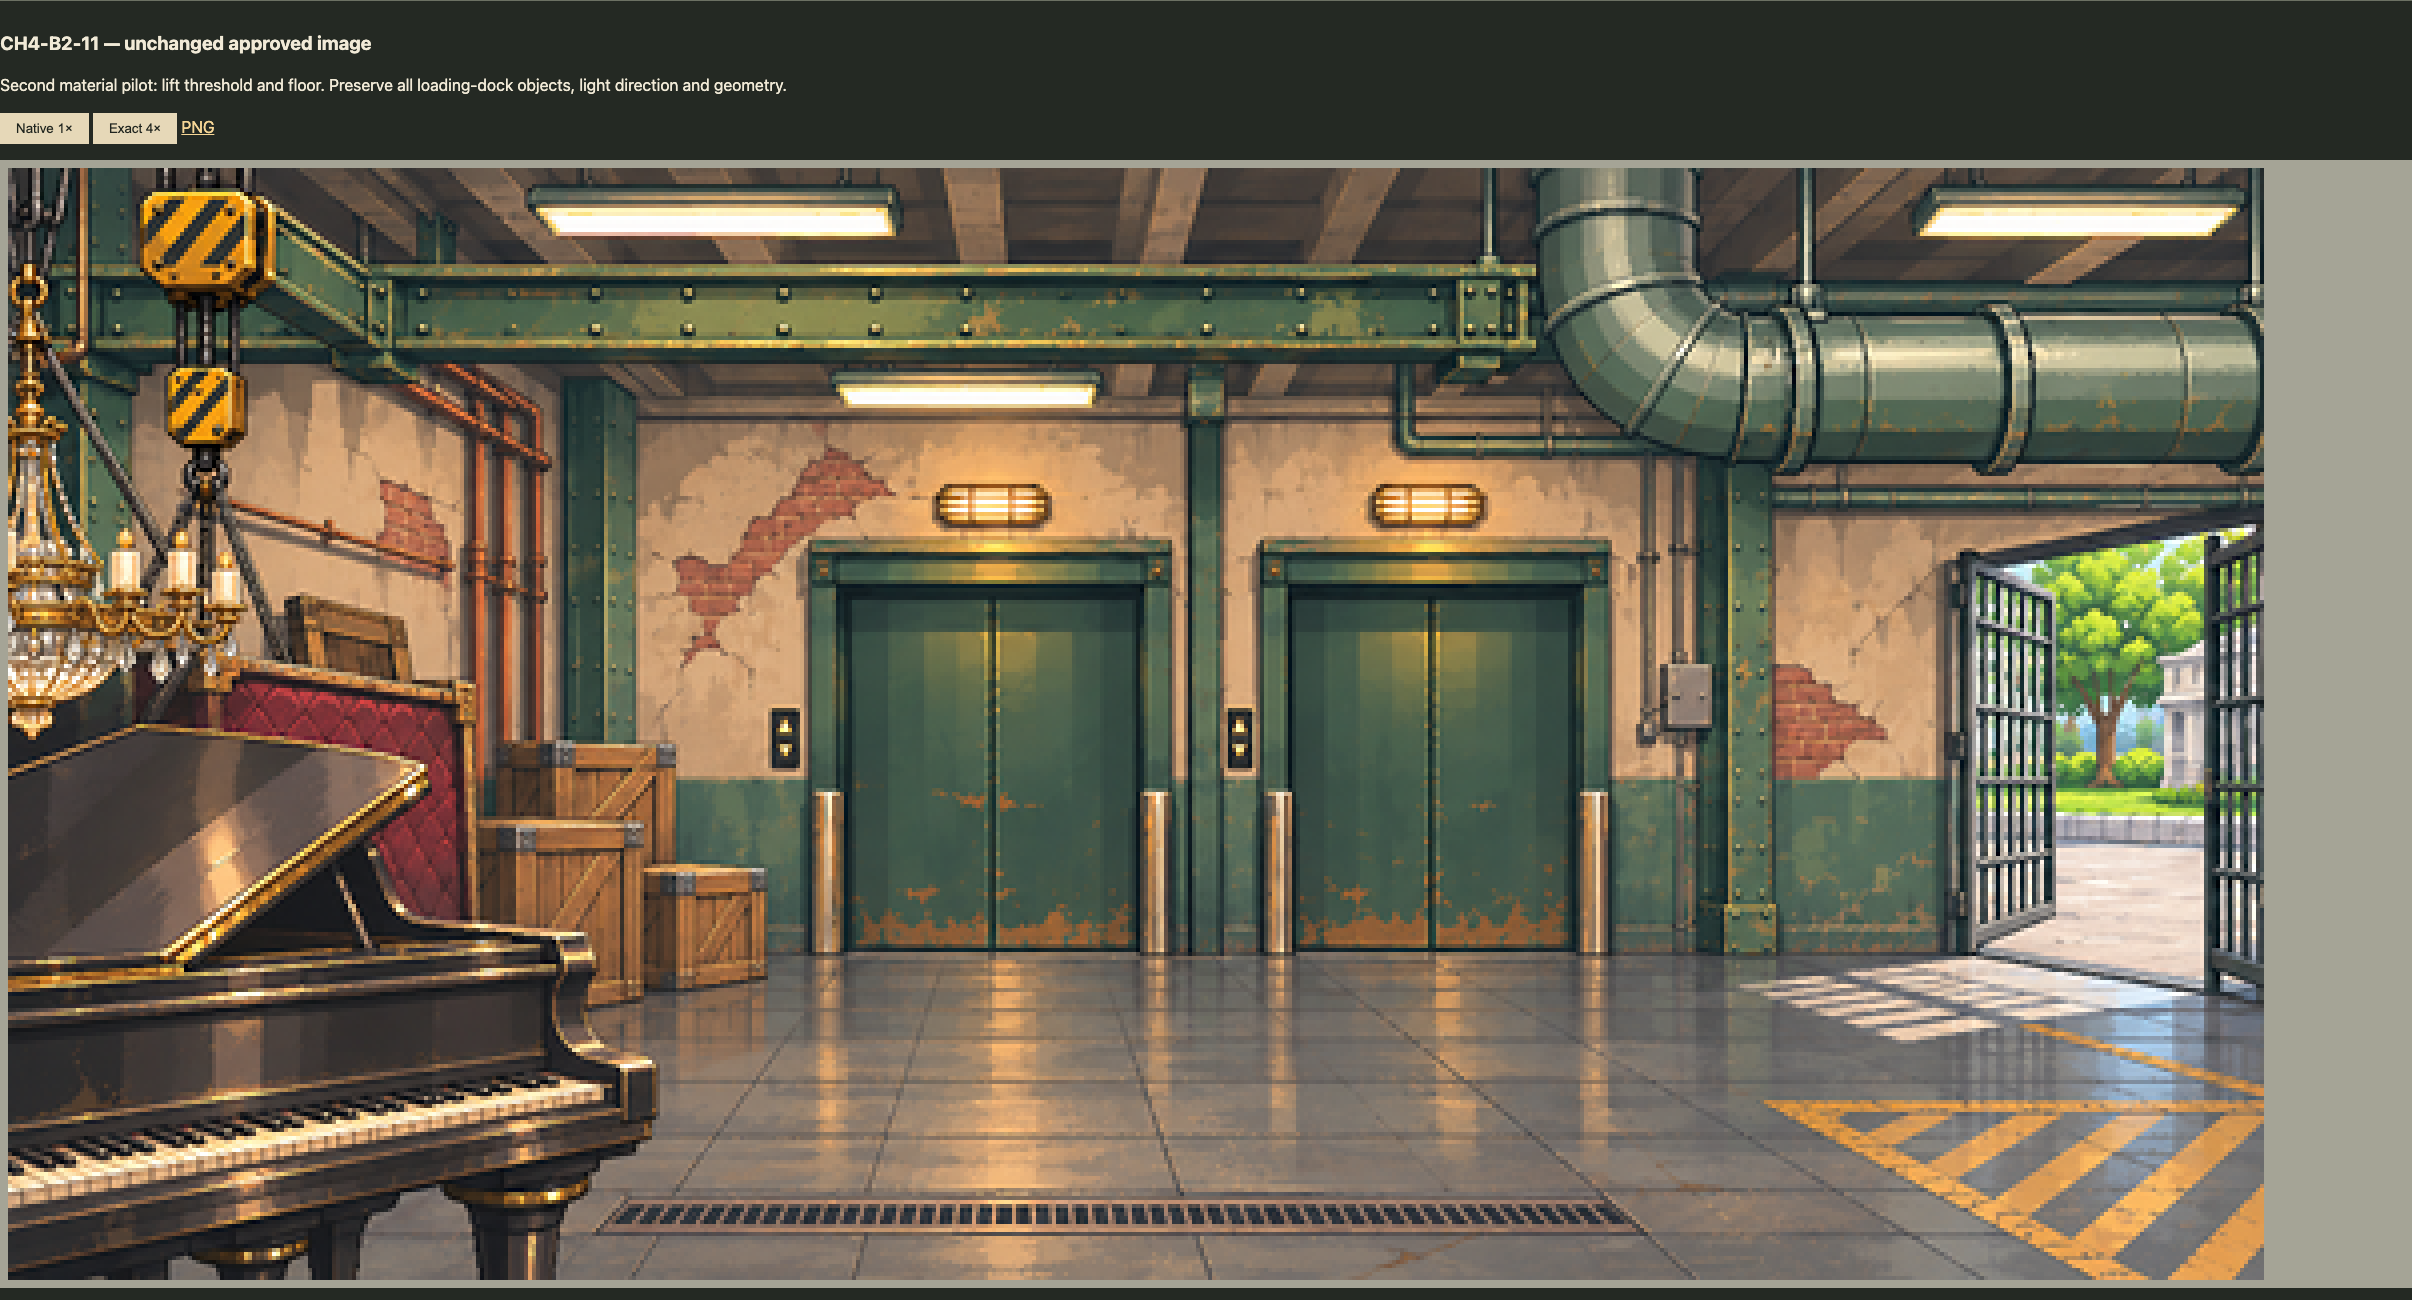 CH4-B2-11 — unchanged approved image
Second material pilot: lift threshold and floor. Preserve all loading-dock objects, light direction and geometry.
Native 1× Exact 4× PNG